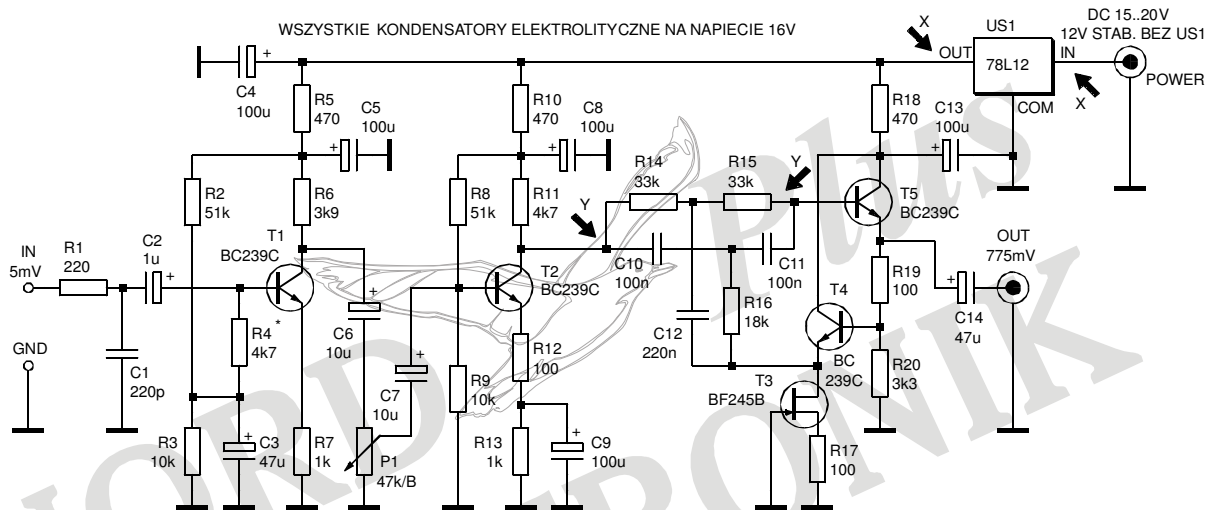 WSZYSTKIE KONDENSATORY ELEKTROLITYCZNE NA NAPIECIE 16V
DC 15..20V
12V STAB. BEZ US1
X
US1
OUT
78L12
IN
COM
X
POWER
C4
100u
R5
470
C5
100u
+
+
R10
470
C8
100u
+
R18
470
C13
100u
+
R2
51k
R6
3k9
R8
51k
R11
4k7
R14
33k
R15
33k
Y
Y
T5
BC239C
IN
5mV
R1
220
C2
1u
+
T1
BC239C
T2
BC239C
C10
100n
C11
100n
OUT
775mV
R19
100
C14
47u
+
R4
*
4k7
C6
10u
+
C12
220n
R16
18k
T4
BC
239C
GND
C1
220p
R12
100
C7
10u
+
R9
10k
T3
BF245B
R20
3k3
R3
10k
C3
47u
+
R7
1k
P1
47k/B
R13
1k
C9
100u
+
R17
100
NORD
Plus
TRONIK